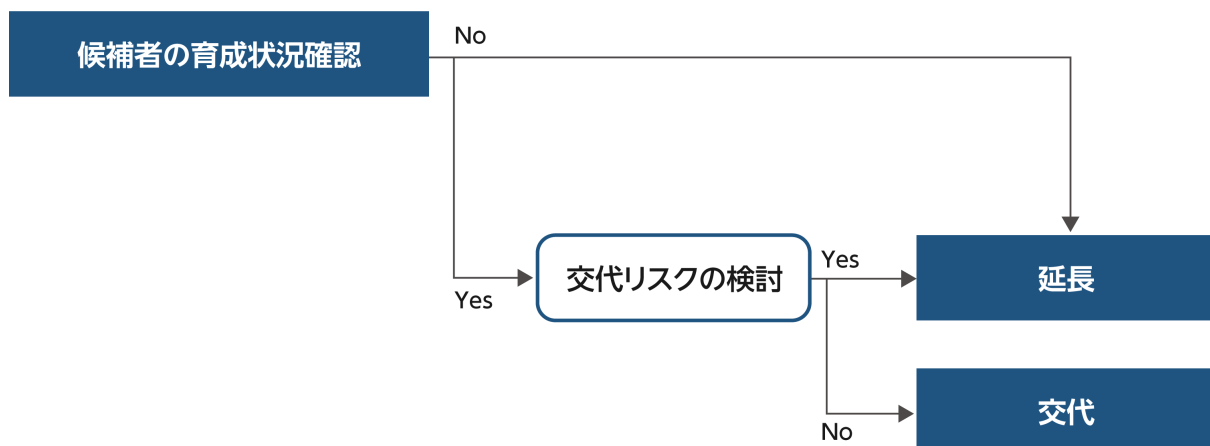 候補者の育成状況確認
No
Yes
交代リスクの検討
Yes
延長
No
交代